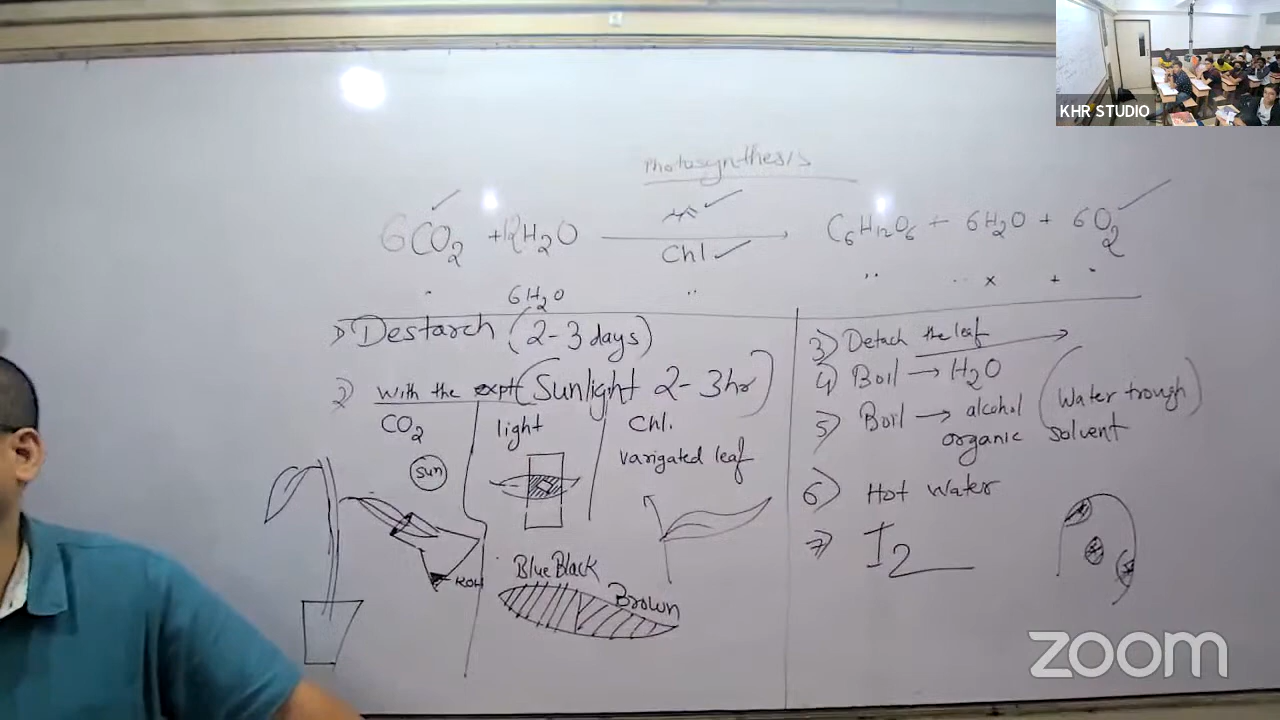 KHR STUDIO
Photosynthesis
6CO2 + 12H2O → C6H12O6 + 6H2O + 6O2
Chl
6H2O
1) Destarch (2-3 days)
2) With the exptt (Sunlight 2-3hr)
CO2
Sun
KOH
light
Chl.
varigated leaf
Blue Black
Brown
3) Detach the leaf
4) Boil → H2O
5) Boil → alcohol (Water trough)
organic solvent
6) Hot Water
7) I2
zoom